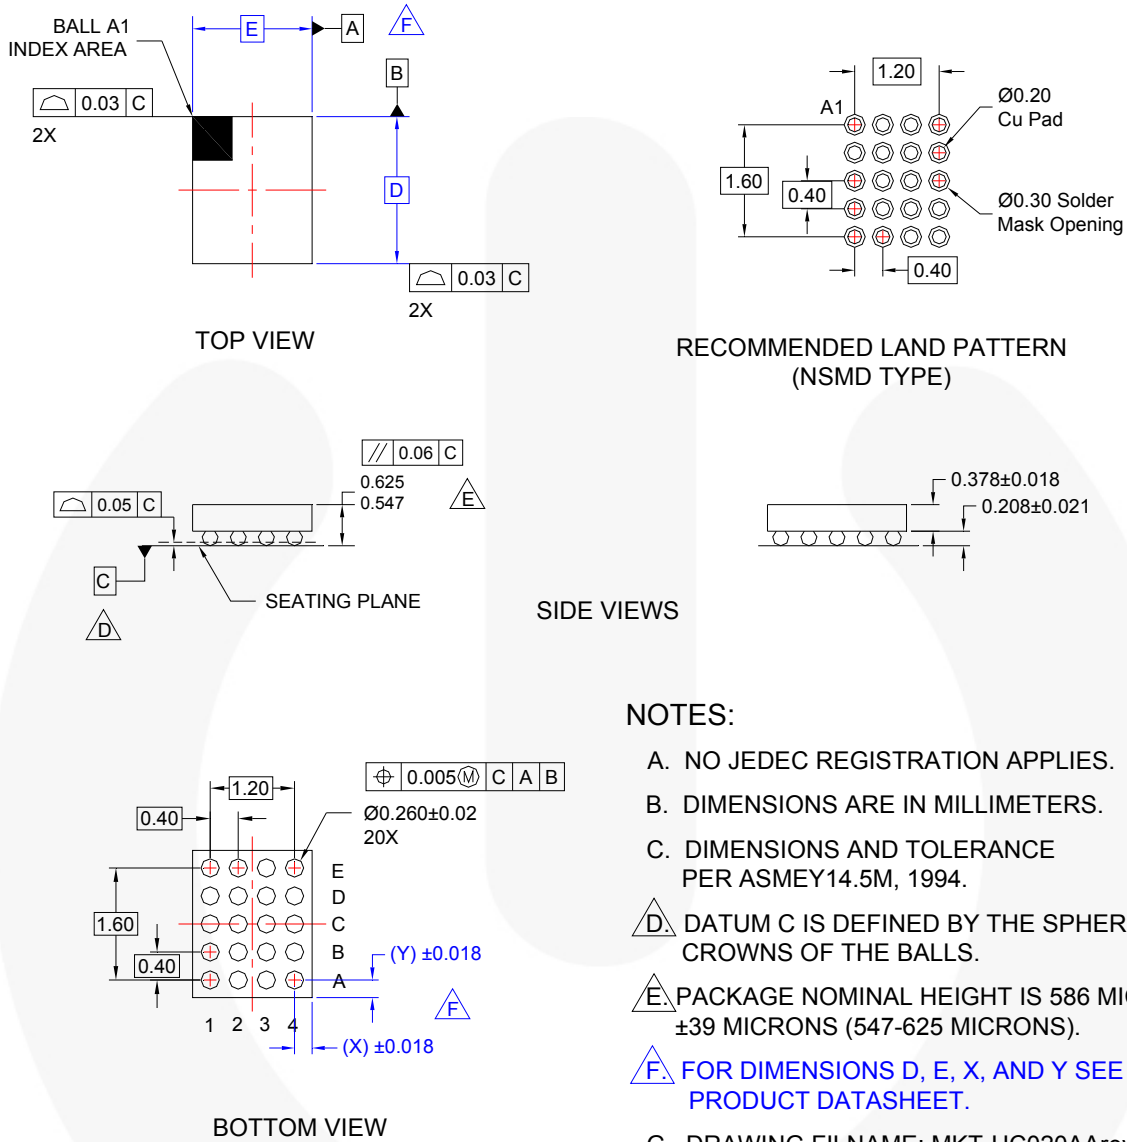 BALL A1
INDEX AREA
E
A
F
B
0.03 C
2X
D
0.03 C
2X
TOP VIEW
1.20
A1
Ø0.20
Cu Pad
1.60
0.40
Ø0.30 Solder
Mask Opening
0.40
RECOMMENDED LAND PATTERN
(NSMD TYPE)
// 0.06 C
0.625
0.547
E
0.05 C
C
D
SEATING PLANE
0.378±0.018
0.208±0.021
SIDE VIEWS
0.005Ⓜ C A B
1.20
0.40
Ø0.260±0.02
20X
E
D
C
B
A
1.60
0.40
(Y) ±0.018
F
1 2 3 4
(X) ±0.018
BOTTOM VIEW
NOTES:
A. NO JEDEC REGISTRATION APPLIES.
B. DIMENSIONS ARE IN MILLIMETERS.
C. DIMENSIONS AND TOLERANCE
PER ASMEY14.5M, 1994.
D. DATUM C IS DEFINED BY THE SPHER
CROWNS OF THE BALLS.
E. PACKAGE NOMINAL HEIGHT IS 586 MI
±39 MICRONS (547-625 MICRONS).
F. FOR DIMENSIONS D, E, X, AND Y SEE
PRODUCT DATASHEET.